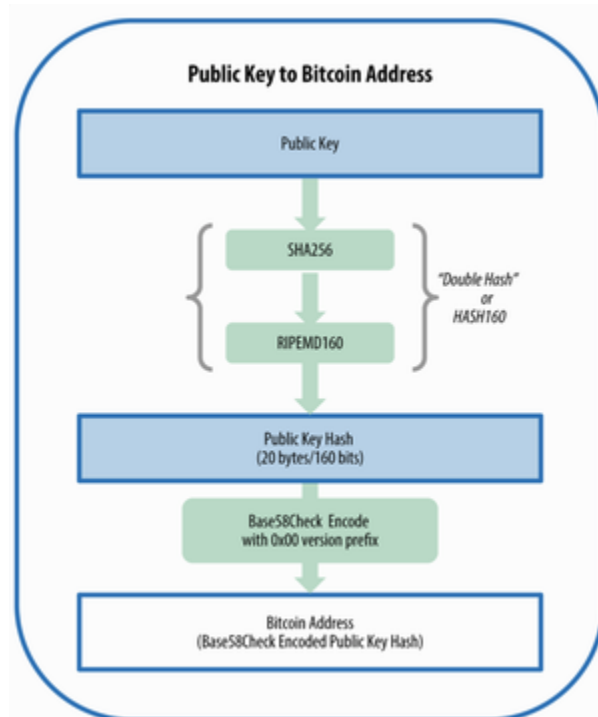 Public Key to Bitcoin Address
Public Key
SHA256
"Double Hash"
or
HASH160
RIPEMD160
Public Key Hash
(20 bytes/160 bits)
Base58Check Encode
with 0x00 version prefix
Bitcoin Address
(Base58Check Encoded Public Key Hash)